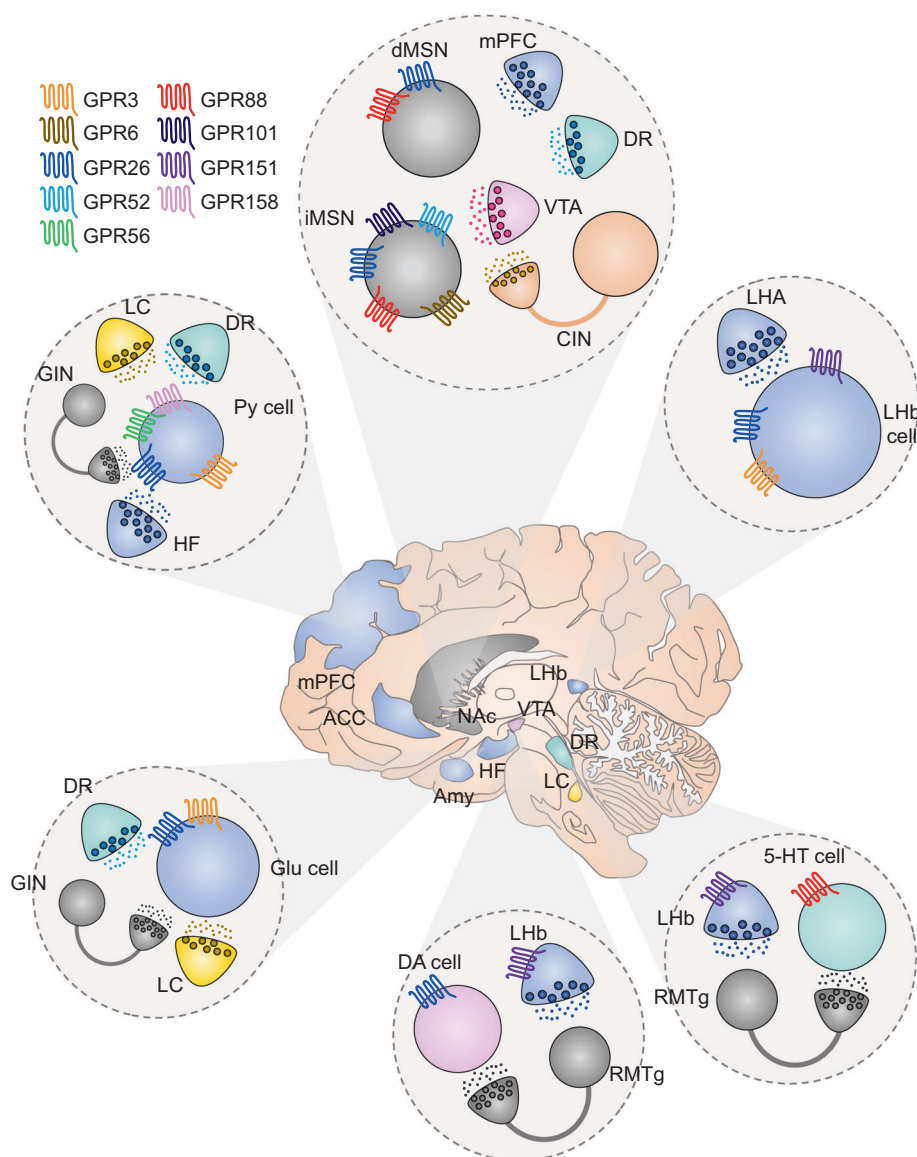 GPR3
GPR6
GPR26
GPR52
GPR56
GPR88
GPR101
GPR151
GPR158
dMSN
mPFC
DR
iMSN
VTA
CIN
LC
DR
GIN
Py cell
HF
LHA
LHb
cell
mPFC
ACC
NAc
VTA
LHb
HF
DR
Amy
LC
DR
GIN
Glu cell
LC
DA cell
LHb
RMTg
5-HT cell
LHb
RMTg